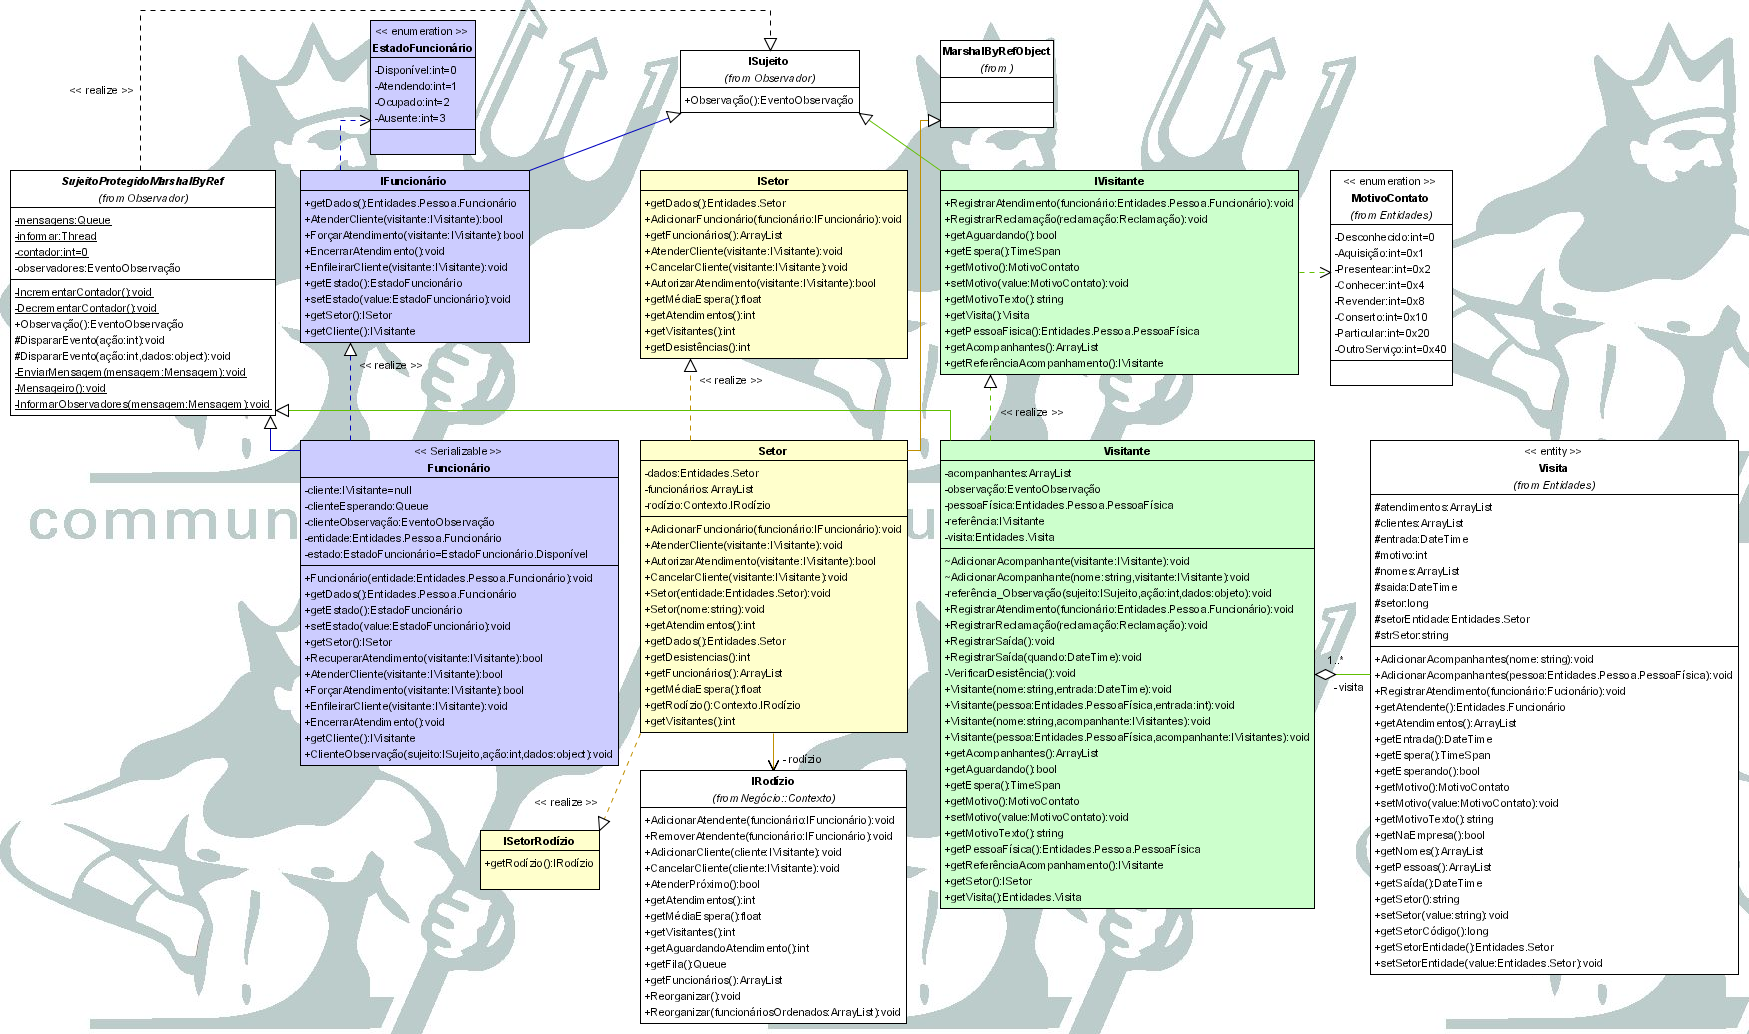 << enumeration >>
EstadoFuncionário
-Disponível:int=0
-Atendendo:int=1
-Ocupado:int=2
-Ausente:int=3
<< realize >>
ISujeito
(from Observador)
+Observação():EventoObservação
MarshalByRefObject
(from )
SujeitoProtegidoMarshalByRef
(from Observador)
-mensagens:Queue
-informar:Thread
-contador:int=0
-observadores:EventoObservação
-IncrementarContador():void
-DecrementarContador():void
+Observação():EventoObservação
#DispararEvento(ação:int):void
#DispararEvento(ação:int,dados:object):void
-EnviarMensagem(mensagem:Mensagem):void
-Mensageiro():void
-InformarObservadores(mensagem:Mensagem):void
IFuncionário
+getDados():Entidades.Pessoa.Funcionário
+AtenderCliente(visitante:IVisitante):bool
+ForçarAtendimento(visitante:IVisitante):bool
+EncerrarAtendimento():void
+EnfileirarCliente(visitante:IVisitante):void
+getEstado():EstadoFuncionário
+setEstado(value:EstadoFuncionário):void
+getSetor():ISetor
+getCliente():IVisitante
<< realize >>
ISetor
+getDados():Entidades.Setor
+AdicionarFuncionário(funcionário:IFuncionário):void
+getFuncionários():ArrayList
+AtenderCliente(visitante:IVisitante):void
+CancelarCliente(visitante:IVisitante):void
+AutorizarAtendimento(visitante:IVisitante):bool
+getMédiaEspera():float
+getAtendimentos():int
+getVisitantes():int
+getDesistências():int
<< realize >>
IVisitante
+RegistrarAtendimento(funcionário:Entidades.Pessoa.Funcionário):void
+RegistrarReclamação(reclamação:Reclamação):void
+getAguardando():bool
+getEspera():TimeSpan
+getMotivo():MotivoContato
+setMotivo(value:MotivoContato):void
+getMotivoTexto():string
+getVisita():Visita
+getPessoaFísica():Entidades.Pessoa.PessoaFísica
+getAcompanhantes():ArrayList
+getReferênciaAcompanhamento():IVisitante
<< realize >>
<< enumeration >>
MotivoContato
(from Entidades)
-Desconhecido:int=0
-Aquisição:int=0x1
-Presentear:int=0x2
-Conhecer:int=0x4
-Revender:int=0x8
-Conserto:int=0x10
-Particular:int=0x20
-OutroServiço:int=0x40
<< Serializable >>
Funcionário
-cliente:IVisitante=null
-clienteEsperando:Queue
-clienteObservação:EventoObservação
-entidade:Entidades.Pessoa.Funcionário
-estado:EstadoFuncionário=EstadoFuncionário.Disponível
+Funcionário(entidade:Entidades.Pessoa.Funcionário):void
+getDados():Entidades.Pessoa.Funcionário
+getEstado():EstadoFuncionário
+setEstado(value:EstadoFuncionário):void
+getSetor():ISetor
+RecuperarAtendimento(visitante:IVisitante):bool
+AtenderCliente(visitante:IVisitante):bool
+ForçarAtendimento(visitante:IVisitante):bool
+EnfileirarCliente(visitante:IVisitante):void
+EncerrarAtendimento():void
+getCliente():IVisitante
+ClienteObservação(sujeito:ISujeito,ação:int,dados:object):void
Setor
-dados:Entidades.Setor
-funcionários:ArrayList
-rodízio:Contexto.IRodízio
+AdicionarFuncionário(funcionário:IFuncionário):void
+AtenderCliente(visitante:IVisitante):void
+AutorizarAtendimento(visitante:IVisitante):bool
+CancelarCliente(visitante:IVisitante):void
+Setor(entidade:Entidades.Setor):void
+Setor(nome:string):void
+getAtendimentos():int
+getDados():Entidades.Setor
+getDesistencias():int
+getFuncionários():ArrayList
+getMédiaEspera():float
+getRodízio():Contexto.IRodízio
+getVisitantes():int
-rodízio
<< realize >>
ISetorRodízio
+getRodízio():IRodízio
IRodízio
(from Negócio::Contexto)
+AdicionarAtendente(funcionário:IFuncionário):void
+RemoverAtendente(funcionário:IFuncionário):void
+AdicionarCliente(cliente:IVisitante):void
+CancelarCliente(cliente:IVisitante):void
+AtenderPróximo():bool
+getAtendimentos():int
+getMédiaEspera():float
+getVisitantes():int
+getAguardandoAtendimento():int
+getFila():Queue
+getFuncionários():ArrayList
+Reorganizar():void
+Reorganizar(funcionáriosOrdenados:ArrayList):void
Visitante
-acompanhantes:ArrayList
-observação:EventoObservação
-pessoaFísica:Entidades.Pessoa.PessoaFísica
-referência:IVisitante
-visita:Entidades.Visita
~AdicionarAcompanhante(visitante:IVisitante):void
~AdicionarAcompanhante(nome:string,visitante:IVisitante):void
-referência_Observação(sujeito:ISujeito,ação:int,dados:objeto):void
+RegistrarAtendimento(funcionário:Entidades.Pessoa.Funcionário):void
+RegistrarReclamação(reclamação:Reclamação):void
+RegistrarSaída():void
+RegistrarSaída(quando:DateTime):void
-VerificarDesistência():void
+Visitante(nome:string,entrada:DateTime):void
+Visitante(pessoa:Entidades.PessoaFísica,entrada:int):void
+Visitante(nome:string,acompanhante:IVisitantes):void
+Visitante(pessoa:Entidades.PessoaFísica,acompanhante:IVisitantes):void
+getAcompanhantes():ArrayList
+getAguardando():bool
+getEspera():TimeSpan
+getMotivo():MotivoContato
+setMotivo(value:MotivoContato):void
+getMotivoTexto():string
+getPessoaFísica():Entidades.Pessoa.PessoaFísica
+getReferênciaAcompanhamento():IVisitante
+getSetor():ISetor
+getVisita():Entidades.Visita
1..*
-visita
<< entity >>
Visita
(from Entidades)
#atendimentos:ArrayList
#clientes:ArrayList
#entrada:DateTime
#motivo:int
#nomes:ArrayList
#saida:DateTime
#setor:long
#setorEntidade:Entidades.Setor
#strSetor:string
+AdicionarAcompanhantes(nome:string):void
+AdicionarAcompanhantes(pessoa:Entidades.Pessoa.PessoaFísica):void
+RegistrarAtendimento(funcionário:Fucionário):void
+getAtendente():Entidades.Funcionário
+getAtendimentos():ArrayList
+getEntrada():DateTime
+getEspera():TimeSpan
+getEsperando():bool
+getMotivo():MotivoContato
+setMotivo(value:MotivoContato):void
+getMotivoTexto():string
+getNaEmpresa():bool
+getNomes():ArrayList
+getPessoas():ArrayList
+getSaída():DateTime
+getSetor():string
+setSetor(value:string):void
+getSetorCódigo():long
+getSetorEntidade():Entidades.Setor
+setSetorEntidade(value:Entidades.Setor):void
commun